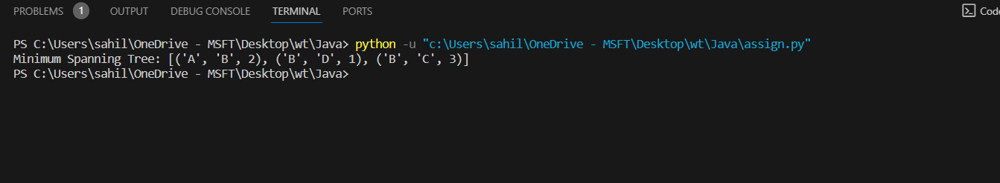 PROBLEMS 1 OUTPUT DEBUG CONSOLE TERMINAL PORTS Code
PS C:\Users\sahil\OneDrive - MSFT\Desktop\wt\Java> python -u "c:\Users\sahil\OneDrive - MSFT\Desktop\wt\Java\assign.py"
Minimum Spanning Tree: [('A', 'B', 2), ('B', 'D', 1), ('B', 'C', 3)]
PS C:\Users\sahil\OneDrive - MSFT\Desktop\wt\Java>